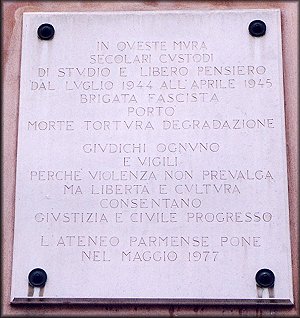 IN QVESTE MVRA
SECOLARI CVSTODI
DI STVDIO E LIBERO PENSIERO
DAL LVGLIO 1944 ALL'APRILE 1945
BRIGATA FASCISTA
PORTO
MORTE TORTVRA DEGRADAZIONE
GIVDICHI OGNVNO
E VIGILI
PERCHE VIOLENZA NON PREVALGA
MA LIBERTA E CVLTVRA
CONSENTANO
GIVSTIZIA E CIVILE PROGRESSO
L'ATENEO PARMENSE PONE
NEL MAGGIO 1977